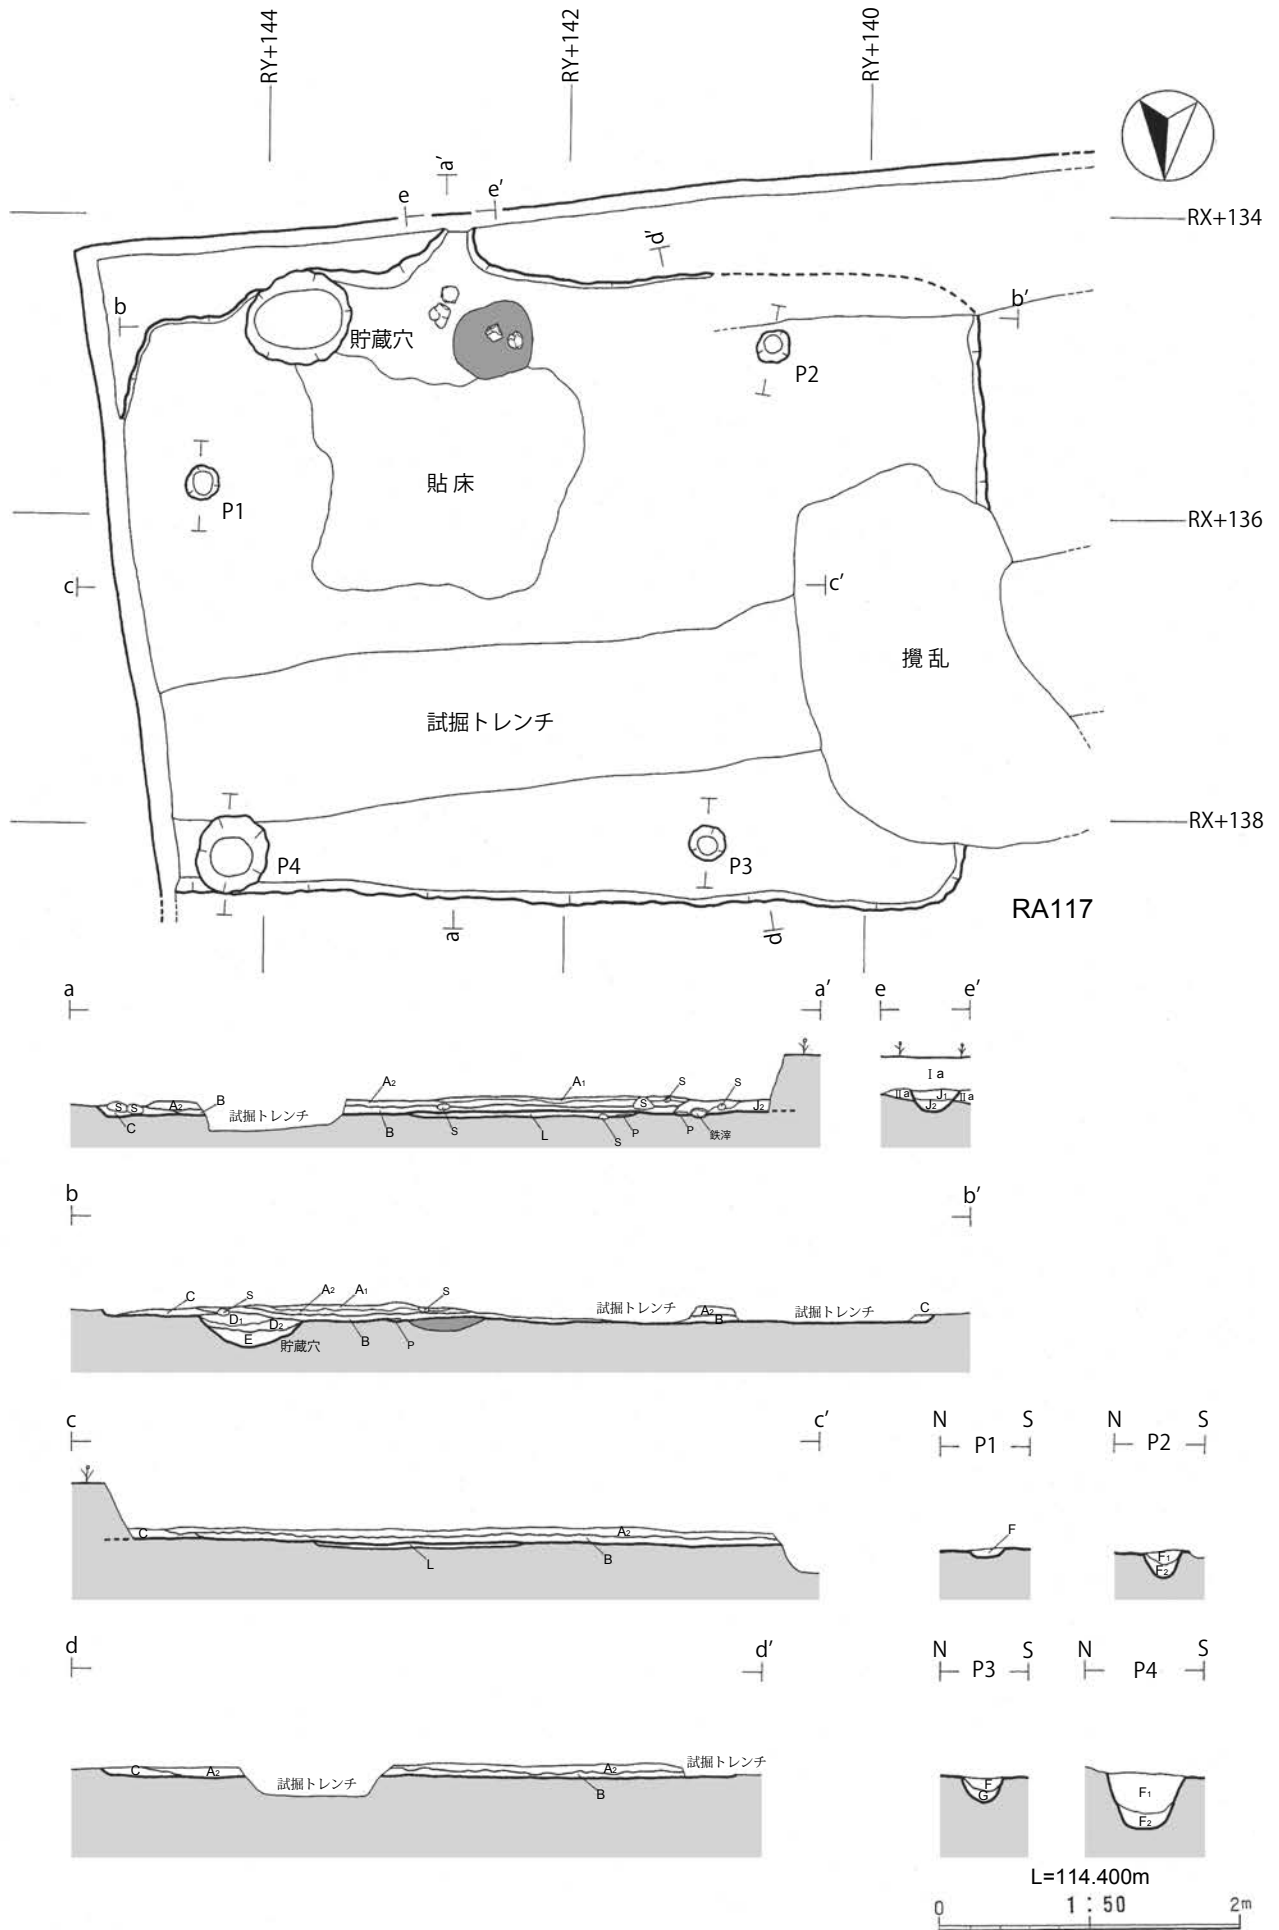 RY+144
RY+142
RY+140
a'
e
e'
d'
RX+134
b
b'
貯蔵穴
P2
貼床
P1
RX+136
c
c'
攪乱
試掘トレンチ
RX+138
P4
P3
RA117
a
d
a
a'
e
e'
Ⅰa
A2
A1
S
S
S S
A2
B
試掘トレンチ
S
J2
Ⅱa
J1
Ⅱa
J2
C
B
S
L
S
P
P
鉄滓
b
b'
C
S
A2
A1
S
試掘トレンチ
A2
試掘トレンチ
C
D1
D2
B
E
貯蔵穴
B
P
c
c'
N
S
P1
N
S
P2
C
A2
L
B
F
F1
F2
d
d'
N
S
P3
N
S
P4
C
A2
試掘トレンチ
A2
試掘トレンチ
B
F
G
F1
F2
L=114.400m
0
1:50
2m